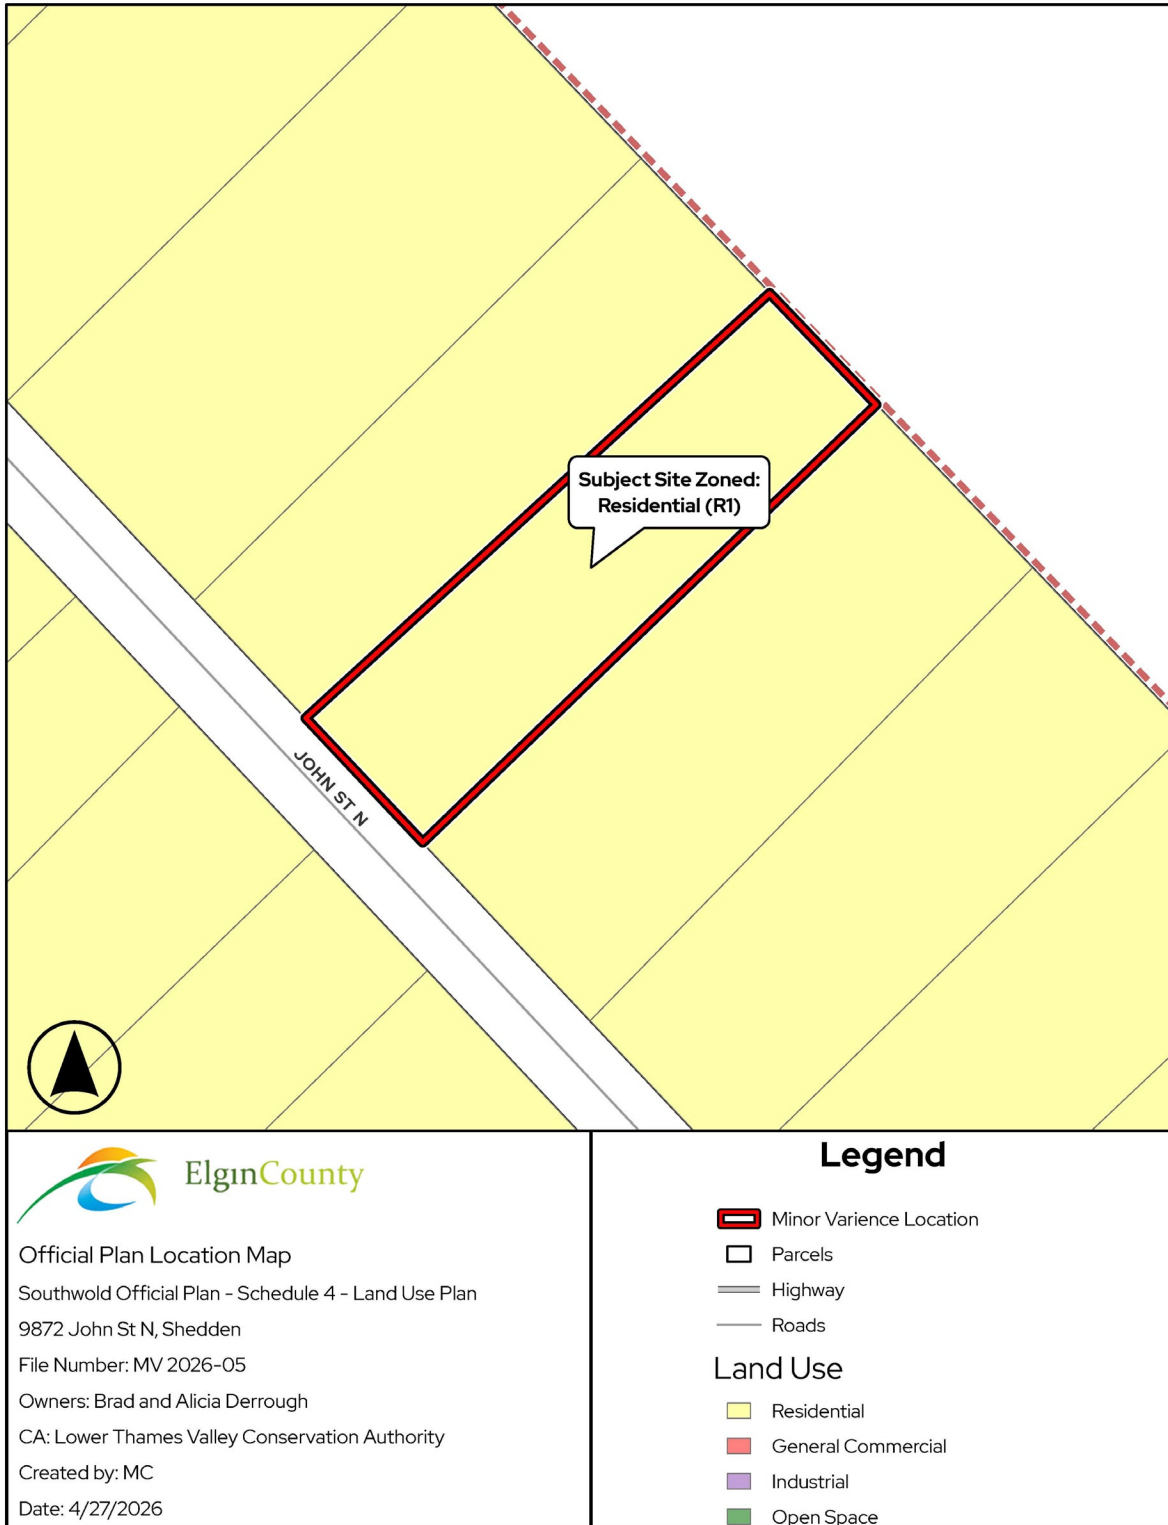 Subject Site Zoned:
Residential (R1)
JOHN ST N
ElginCounty
Official Plan Location Map
Southwold Official Plan - Schedule 4 - Land Use Plan
9872 John St N, Shedden
File Number: MV 2026-05
Owners: Brad and Alicia Derrough
CA: Lower Thames Valley Conservation Authority
Created by: MC
Date: 4/27/2026
Legend
Minor Varience Location
Parcels
Highway
Roads
Land Use
Residential
General Commercial
Industrial
Open Space